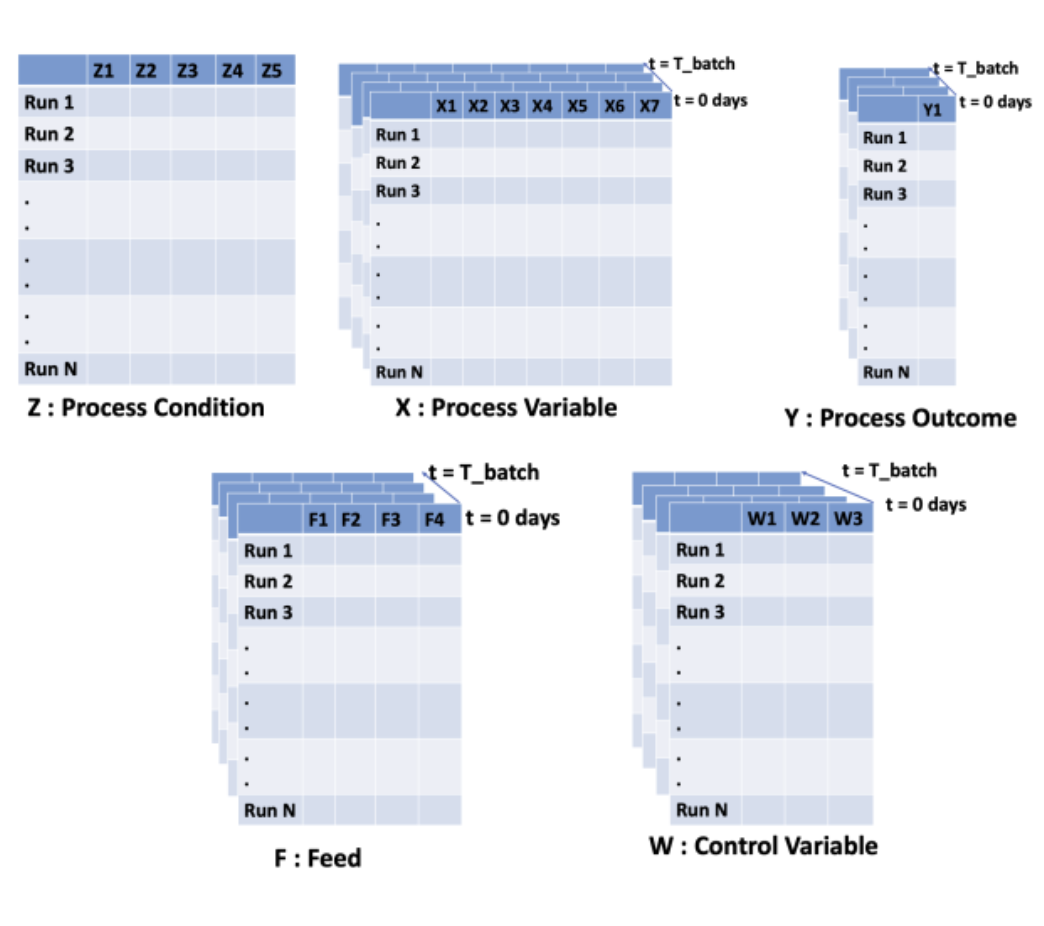 Z1 Z2 Z3 Z4 Z5
Run 1
Run 2
Run 3
.
.
.
.
.
.
Run N
Z : Process Condition
t = T_batch
t = 0 days
X1 X2 X3 X4 X5 X6 X7
Run 1
Run 2
Run 3
.
.
.
.
.
.
Run N
X : Process Variable
t = T_batch
t = 0 days
Y1
Run 1
Run 2
Run 3
.
.
.
.
.
.
Run N
Y : Process Outcome
t = T_batch
t = 0 days
F1 F2 F3 F4
Run 1
Run 2
Run 3
.
.
.
.
.
.
Run N
F : Feed
t = T_batch
t = 0 days
W1 W2 W3
Run 1
Run 2
Run 3
.
.
.
.
.
.
Run N
W : Control Variable